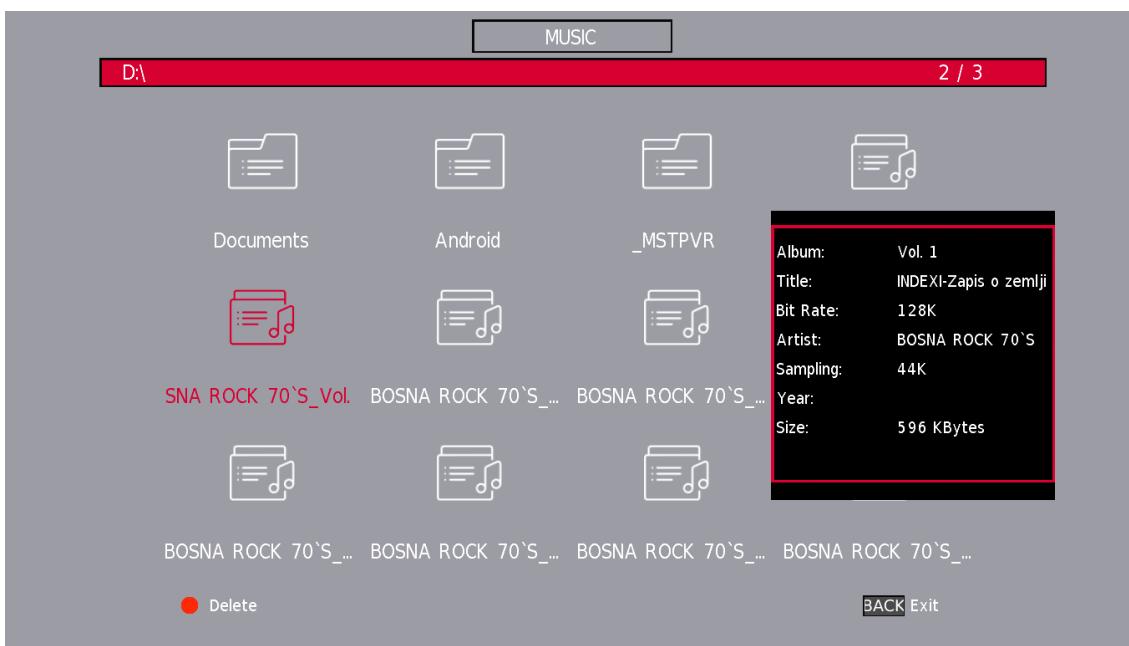 MUSIC
D:\ 2 / 3
Documents Android _MSTPVR
Album: Vol. 1
Title: INDEXI-Zapis o zemlji
Bit Rate: 128K
Artist: BOSNA ROCK 70`S
Sampling: 44K
Year:
Size: 596 KBytes
SNA ROCK 70`S_Vol. BOSNA ROCK 70`S_... BOSNA ROCK 70`S_...
BOSNA ROCK 70`S_... BOSNA ROCK 70`S_... BOSNA ROCK 70`S_... BOSNA ROCK 70`S_...
Delete BACK Exit